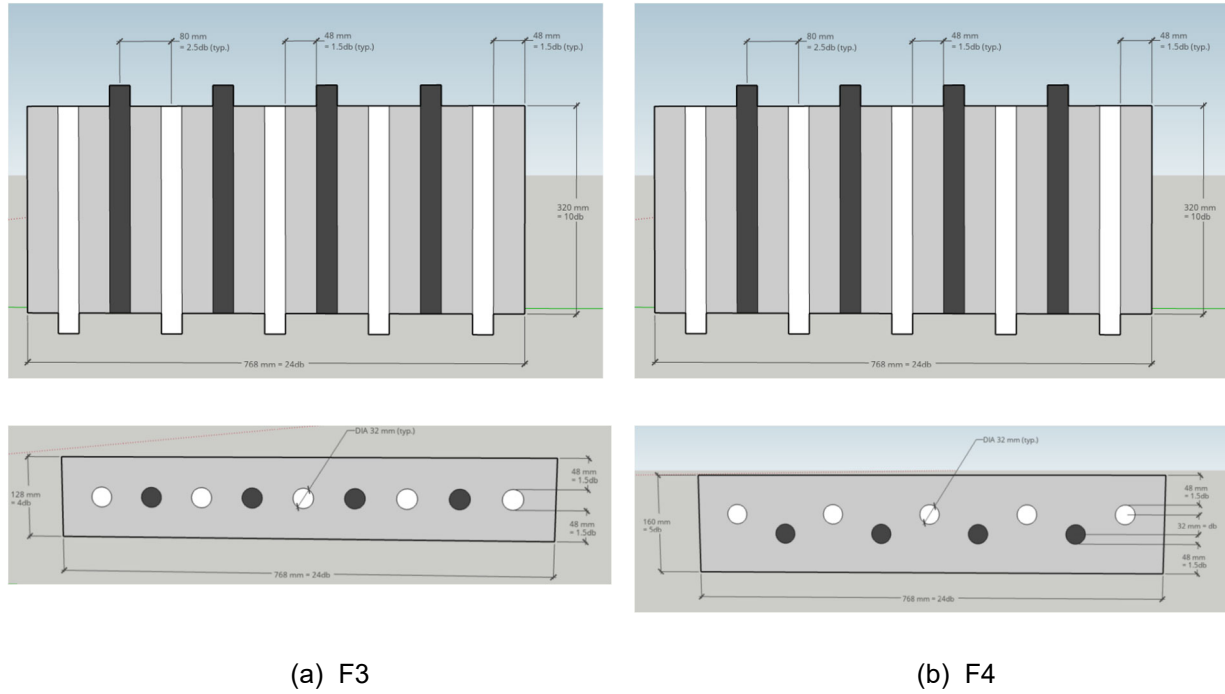 80 mm
= 2.5db (typ.)
48 mm
= 1.5db (typ.)
48 mm
= 1.5db (typ.)
320 mm
= 10db
768 mm = 24db
80 mm
= 2.5db (typ.)
48 mm
= 1.5db (typ.)
48 mm
= 1.5db (typ.)
320 mm
= 10db
768 mm = 24db
DIA 32 mm (typ.)
128 mm
= 4db
48 mm
= 1.5db
48 mm
= 1.5db
768 mm = 24db
DIA 32 mm (typ.)
160 mm
= 5db
48 mm
= 1.5db
32 mm = db
48 mm
= 1.5db
768 mm = 24db
(a) F3
(b) F4